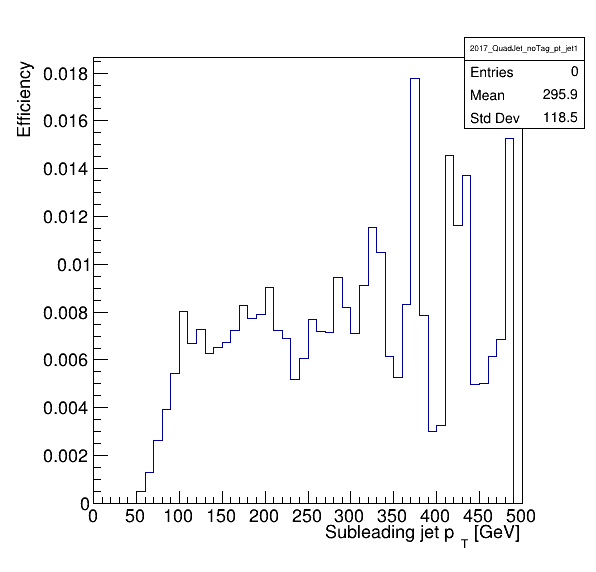 2017_QuadJet_noTag_pt_jet1
Entries 0
Mean 295.9
Std Dev 118.5
Efficiency
0.018
0.016
0.014
0.012
0.01
0.008
0.006
0.004
0.002
0
0 50 100 150 200 250 300 350 400 450 500
Subleading jet p_T [GeV]